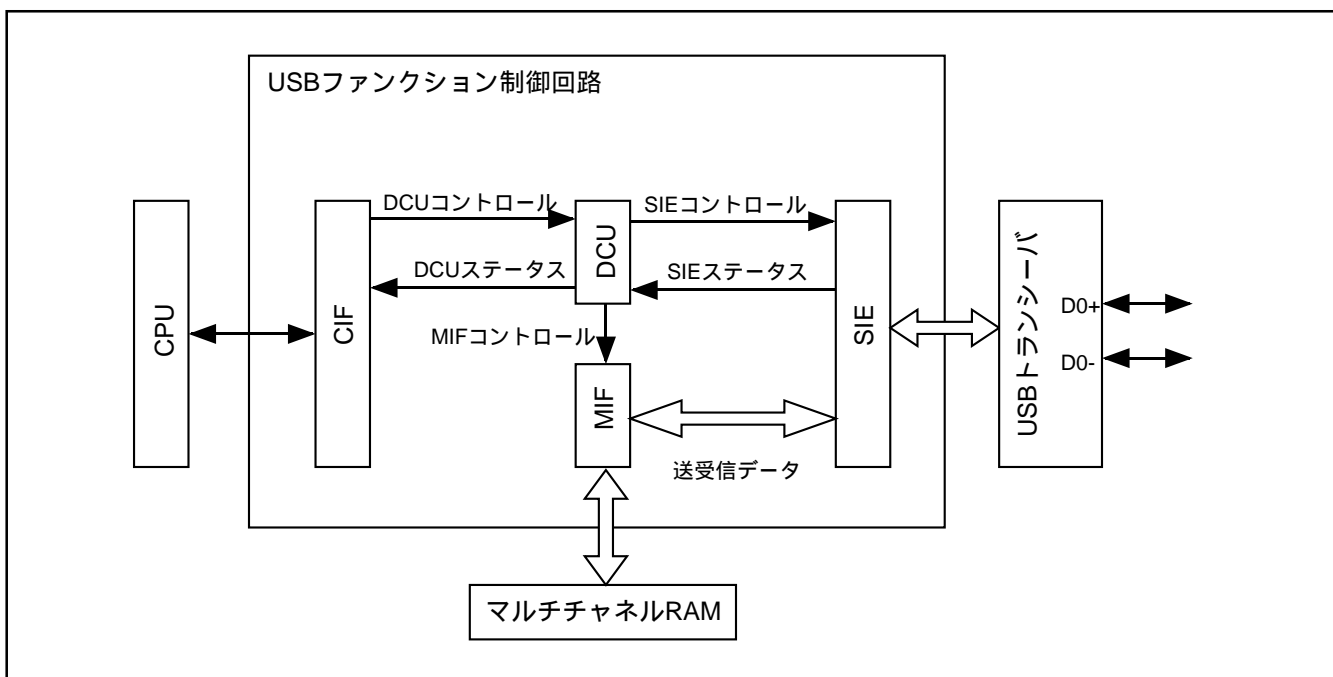 USBファンクション制御回路
DCUコントロール
SIEコントロール
DCUステータス
SIEステータス
MIFコントロール
CPU
CIF
DCU
MIF
SIE
USBトランシーバ
D0+
D0-
送受信データ
マルチチャネルRAM